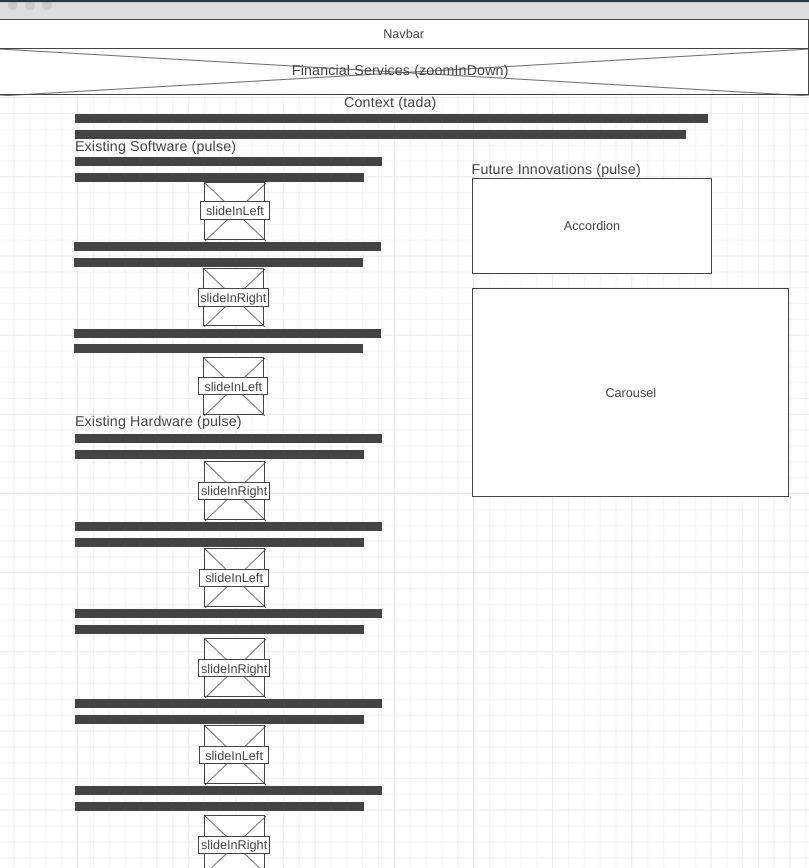 Navbar
Financial Services (zoomInDown)
Context (tada)
Existing Software (pulse)
slideInLeft
slideInRight
slideInLeft
Existing Hardware (pulse)
slideInRight
slideInLeft
slideInRight
slideInLeft
slideInRight
Future Innovations (pulse)
Accordion
Carousel